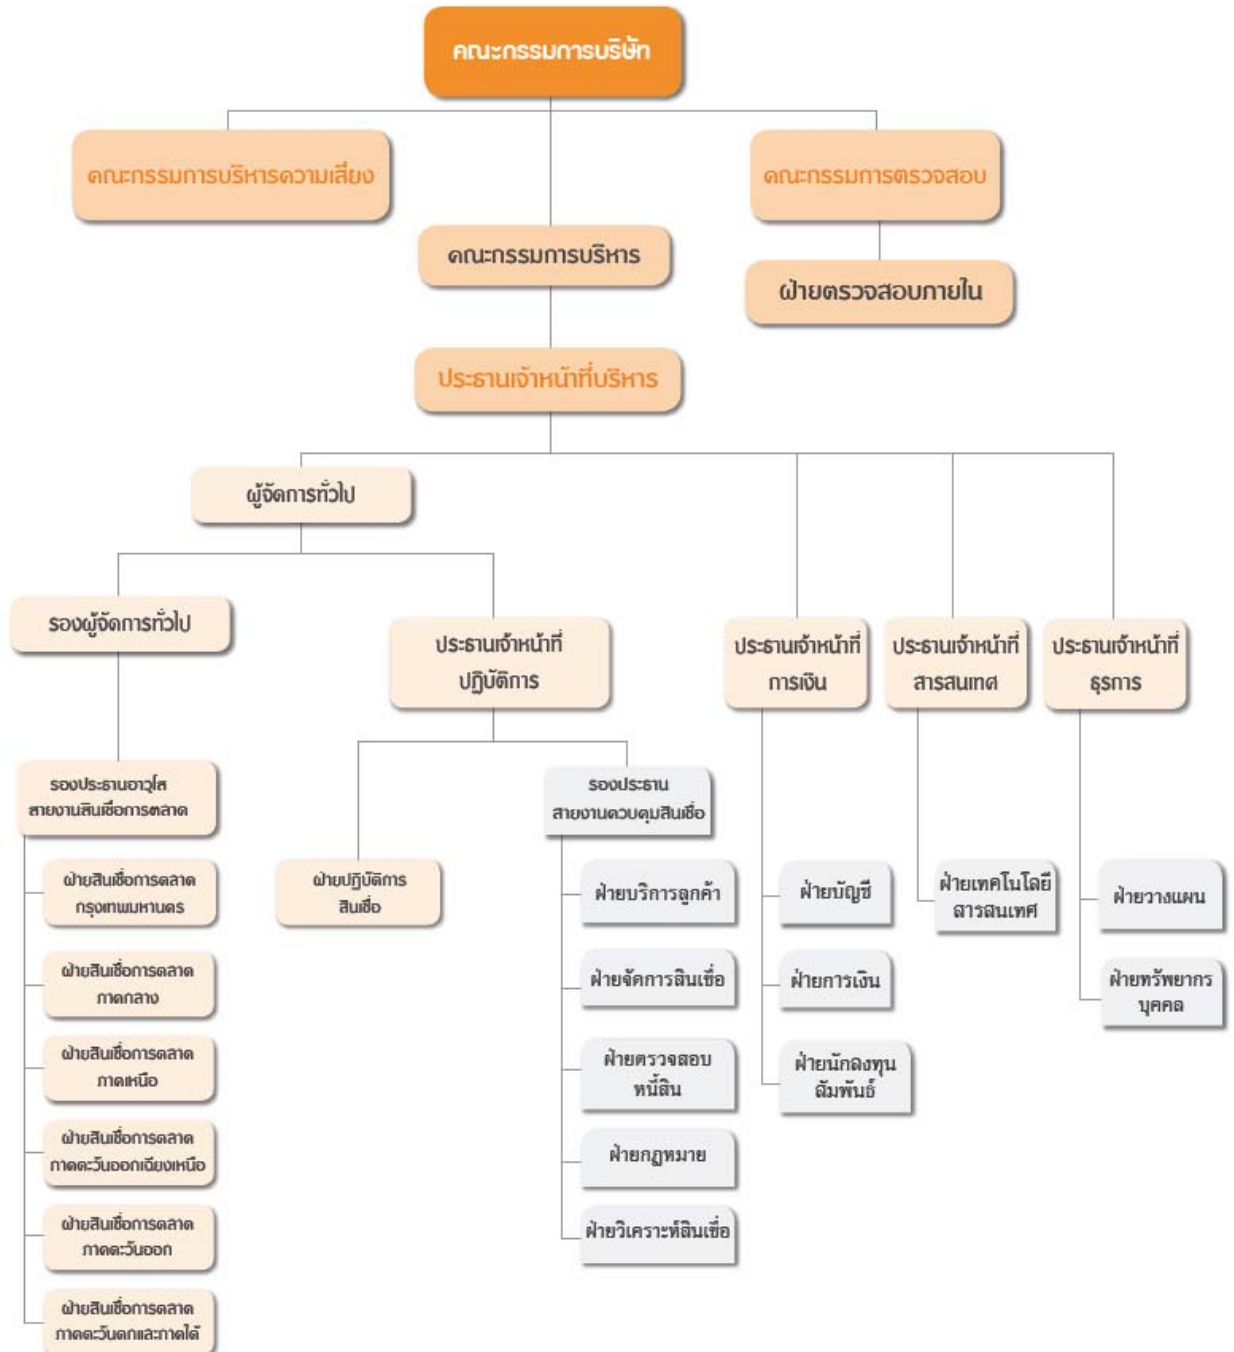 คณะกรรมการบริษัท
คณะกรรมการบริหารความเสี่ยง
คณะกรรมการตรวจสอบ
คณะกรรมการบริหาร
ฝ่ายตรวจสอบภายใน
ประธานเจ้าหน้าที่บริหาร
ผู้จัดการทั่วไป
รองผู้จัดการทั่วไป
ประธานเจ้าหน้าที่
ปฏิบัติการ
ประธานเจ้าหน้าที่
การเงิน
ประธานเจ้าหน้าที่
สารสนเทศ
ประธานเจ้าหน้าที่
ธุรการ
รองประธานอาวุโส
สายงานสินเชื่อการตลาด
ฝ่ายสินเชื่อการตลาด
กรุงเทพมหานคร
ฝ่ายสินเชื่อการตลาด
ภาคกลาง
ฝ่ายสินเชื่อการตลาด
ภาคเหนือ
ฝ่ายสินเชื่อการตลาด
ภาคตะวันออกเฉียงเหนือ
ฝ่ายสินเชื่อการตลาด
ภาคตะวันออก
ฝ่ายสินเชื่อการตลาด
ภาคตะวันตกและภาคใต้
ฝ่ายปฏิบัติการ
สินเชื่อ
รองประธาน
สายงานควบคุมสินเชื่อ
ฝ่ายบริการลูกค้า
ฝ่ายจัดการสินเชื่อ
ฝ่ายตรวจสอบ
หนี้สิน
ฝ่ายกฎหมาย
ฝ่ายวิเคราะห์สินเชื่อ
ฝ่ายบัญชี
ฝ่ายการเงิน
ฝ่ายนักลงทุน
สัมพันธ์
ฝ่ายเทคโนโลยี
สารสนเทศ
ฝ่ายวางแผน
ฝ่ายทรัพยากร
บุคคล